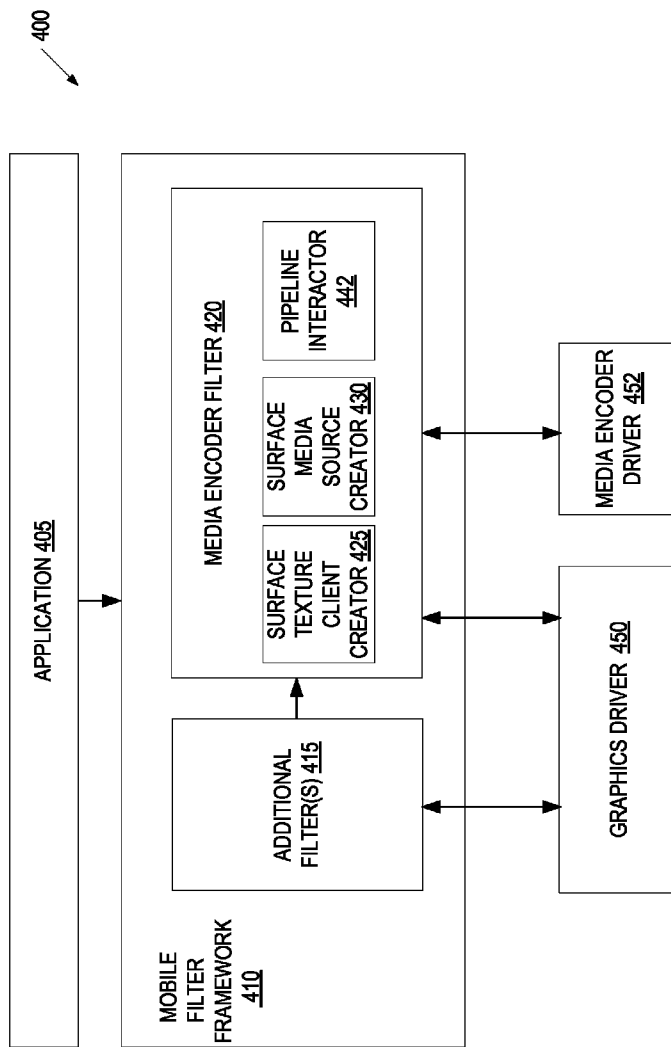 400
APPLICATION 405
MOBILE
FILTER
FRAMEWORK
410
ADDITIONAL
FILTER(S) 415
MEDIA ENCODER FILTER 420
SURFACE
TEXTURE
CLIENT
CREATOR 425
SURFACE
MEDIA
SOURCE
CREATOR 430
PIPELINE
INTERACTOR
442
GRAPHICS DRIVER 450
MEDIA ENCODER
DRIVER 452